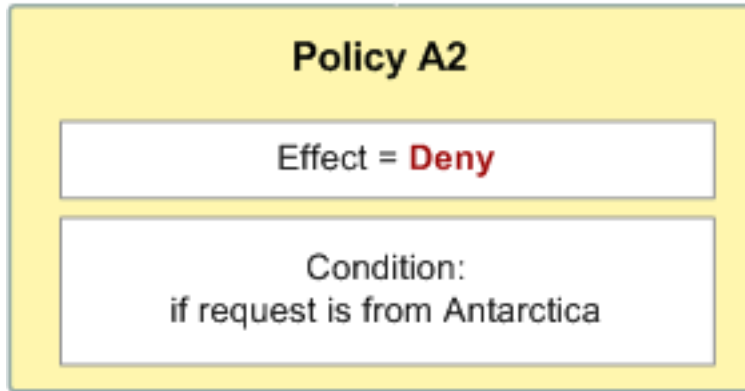 Policy A2
Effect = Deny
Condition:
if request is from Antarctica